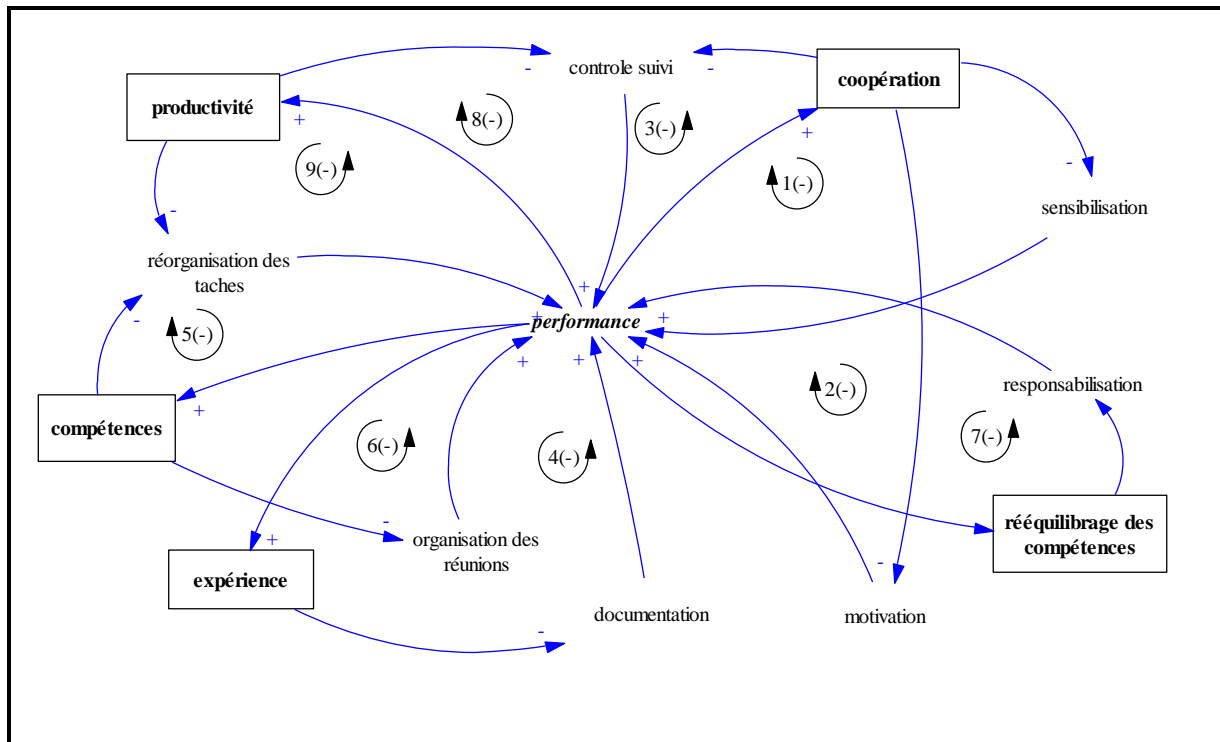 controle suivi
-
-
coopération
productivité
+
8(-)
3(-)
+
9(-)
1(-)
-
-
sensibilisation
réorganisation des
taches
+
-
5(-)
+
performance
+
+
+
+
responsabilisation
2(-)
+
compétences
6(-)
4(-)
7(-)
-
organisation des
réunions
+
rééquilibrage des
compétences
expérience
-
documentation
motivation
-